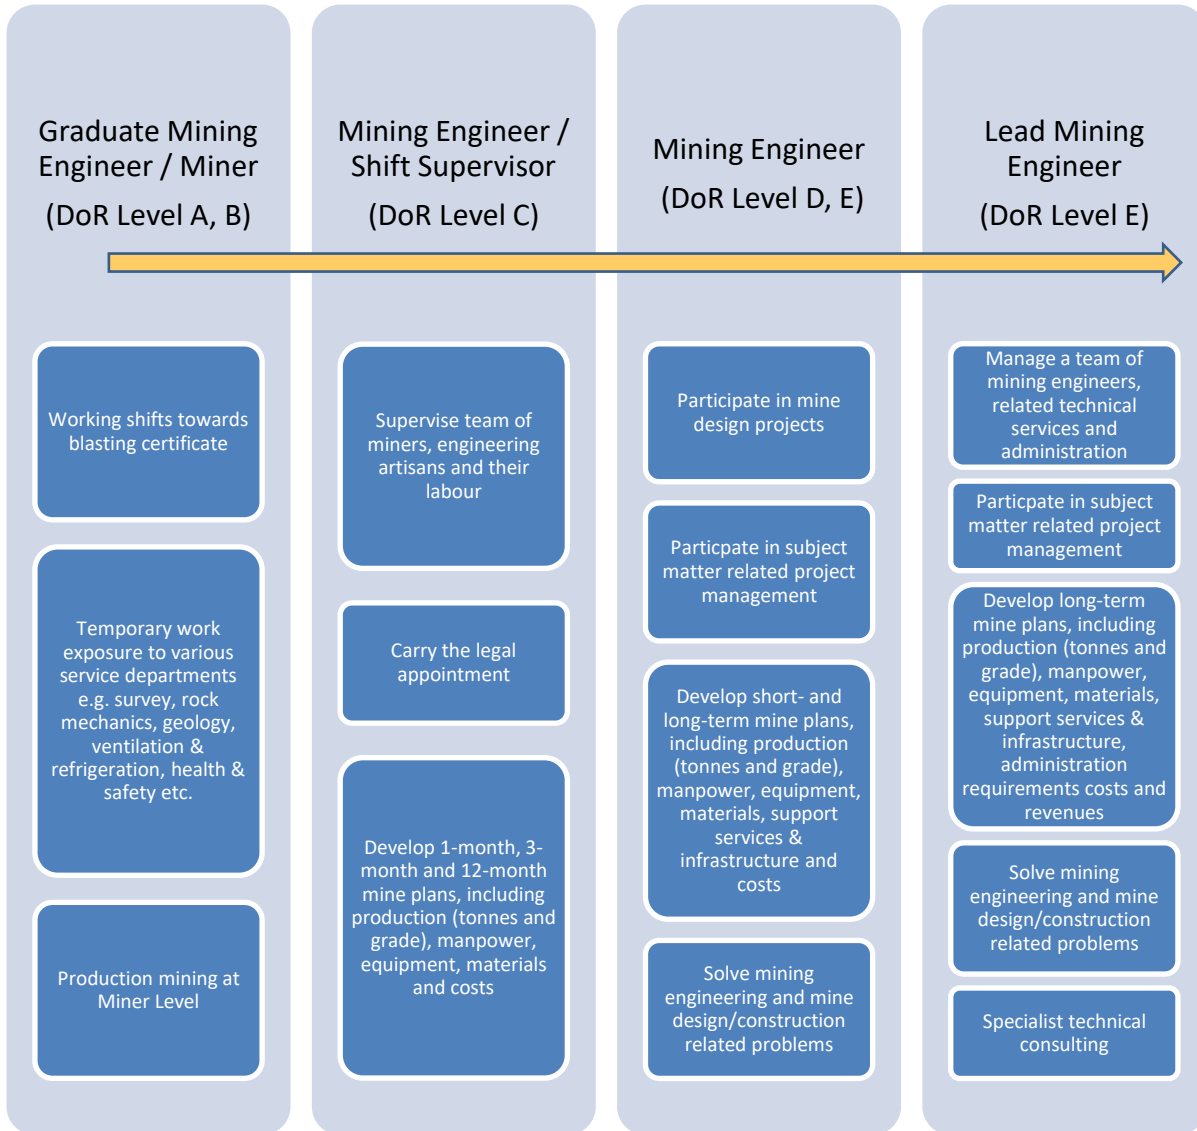 Graduate Mining
Engineer / Miner
(DoR Level A, B)
Working shifts towards
blasting certificate
Temporary work
exposure to various
service departments
e.g. survey, rock
mechanics, geology,
ventilation &
refrigeration, health &
safety etc.
Production mining at
Miner Level
Mining Engineer /
Shift Supervisor
(DoR Level C)
Supervise team of
miners, engineering
artisans and their
labour
Carry the legal
appointment
Develop 1-month, 3-
month and 12-month
mine plans, including
production (tonnes and
grade), manpower,
equipment, materials
and costs
Mining Engineer
(DoR Level D, E)
Participate in mine
design projects
Particpate in subject
matter related project
management
Develop short- and
long-term mine plans,
including production
(tonnes and grade),
manpower, equipment,
materials, support
services &
infrastructure and
costs
Solve mining
engineering and mine
design/construction
related problems
Lead Mining
Engineer
(DoR Level E)
Manage a team of
mining engineers,
related technical
services and
administration
Particpate in subject
matter related project
management
Develop long-term
mine plans, including
production (tonnes and
grade), manpower,
equipment, materials,
support services &
infrastructure,
administration
requirements costs and
revenues
Solve mining
engineering and mine
design/construction
related problems
Specialist technical
consulting